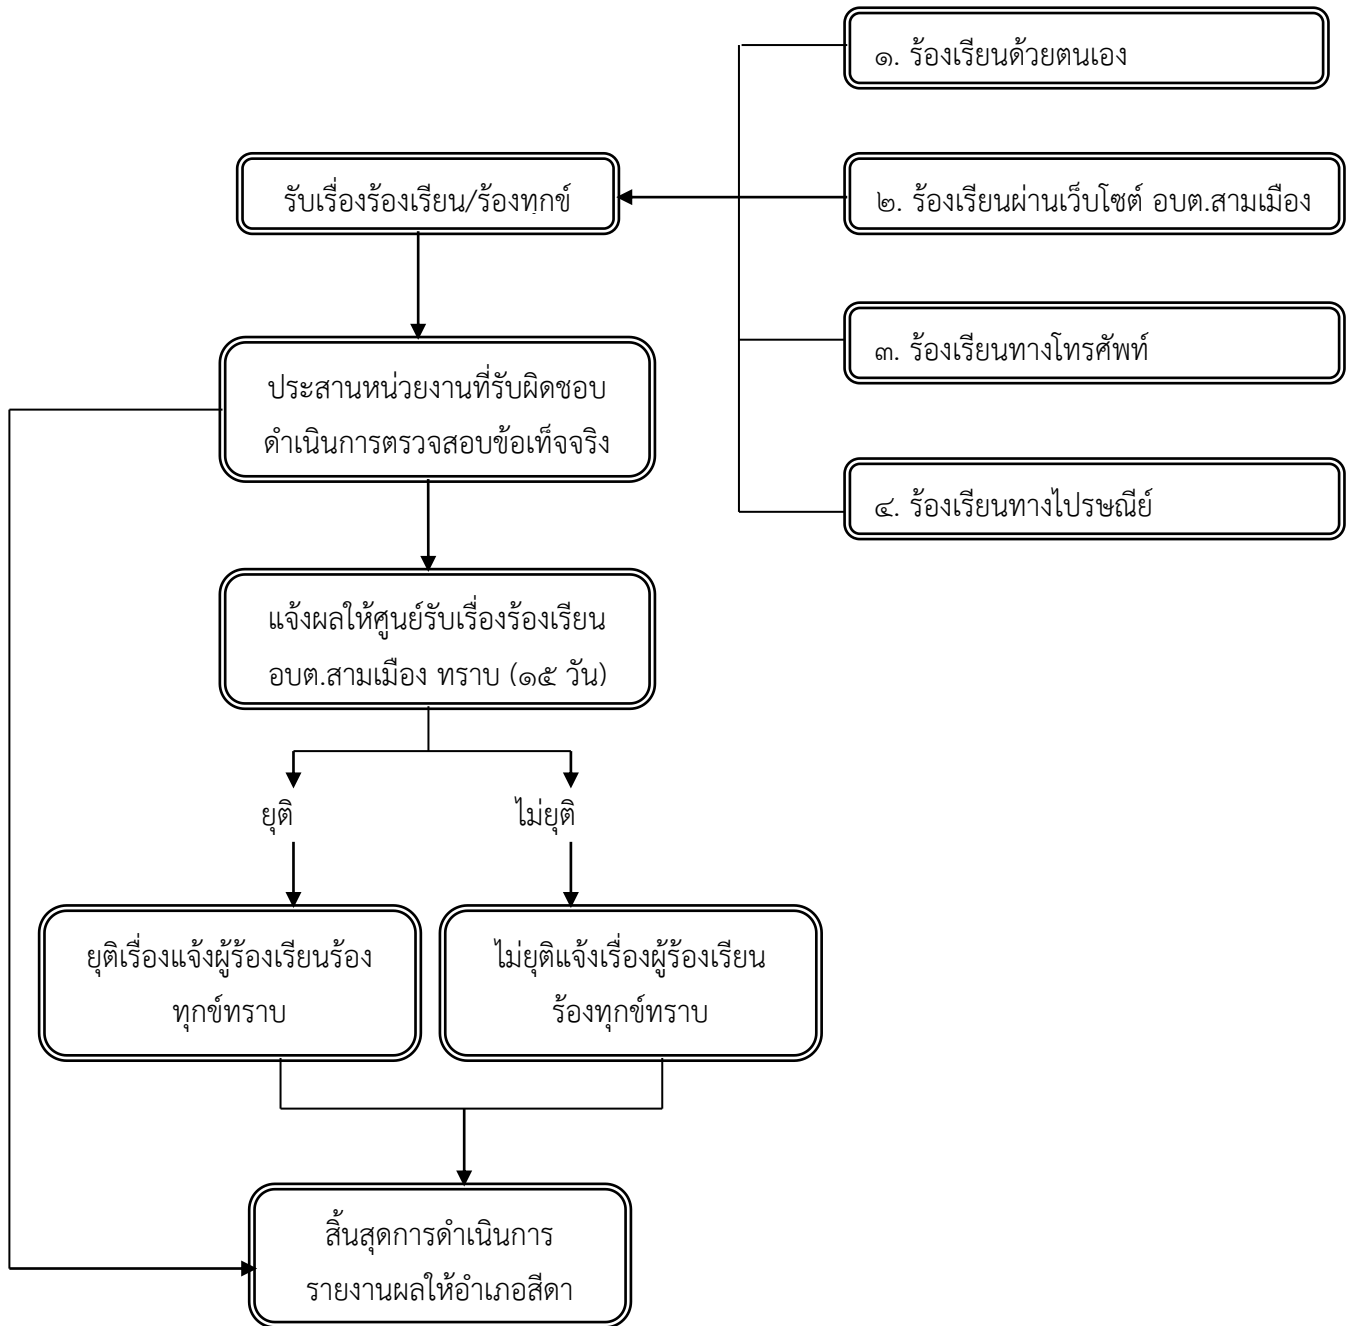 ๑. ร้องเรียนด้วยตนเอง
รับเรื่องร้องเรียน/ร้องทุกข์
๒. ร้องเรียนผ่านเว็บโซต์ อบต.สามเมือง
๓. ร้องเรียนทางโทรศัพท์
ประสานหน่วยงานที่รับผิดชอบ
ดำเนินการตรวจสอบข้อเท็จจริง
๔. ร้องเรียนทางไปรษณีย์
แจ้งผลให้ศูนย์รับเรื่องร้องเรียน
อบต.สามเมือง ทราบ (๑๕ วัน)
ยุติ
ไม่ยุติ
ยุติเรื่องแจ้งผู้ร้องเรียนร้อง
ทุกข์ทราบ
ไม่ยุติแจ้งเรื่องผู้ร้องเรียน
ร้องทุกข์ทราบ
สิ้นสุดการดำเนินการ
รายงานผลให้อำเภอสีดา